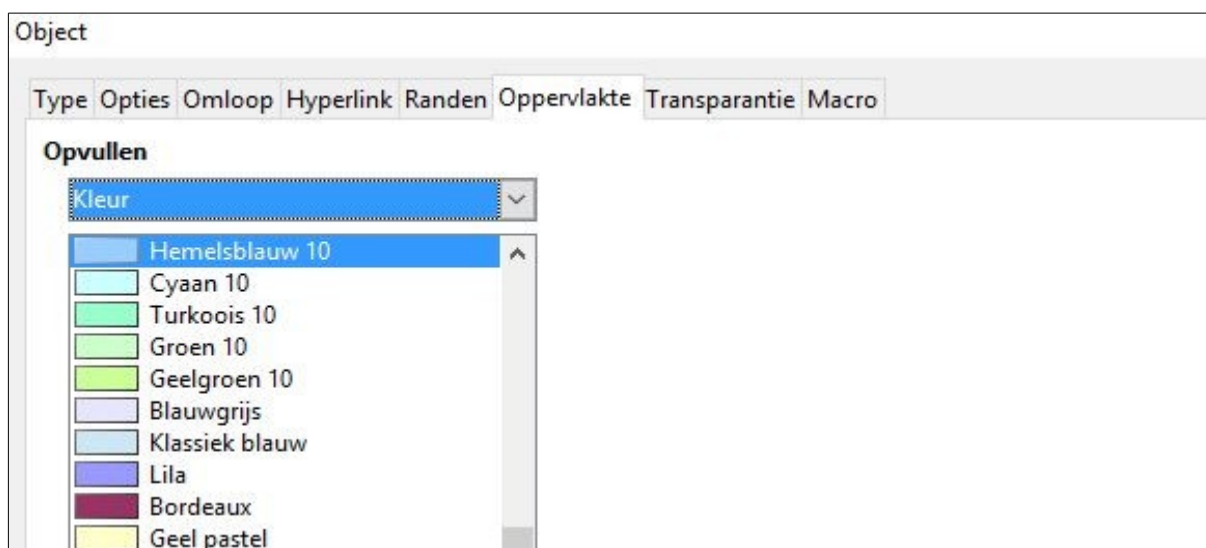 Object
Type Opties Omloop Hyperlink Randen Oppervlakte Transparantie Macro
Opvullen
Kleur
Hemelsblauw 10
Cyaan 10
Turkoois 10
Groen 10
Geelgroen 10
Blauwgrijs
Klassiek blauw
Lila
Bordeaux
Geel pastel